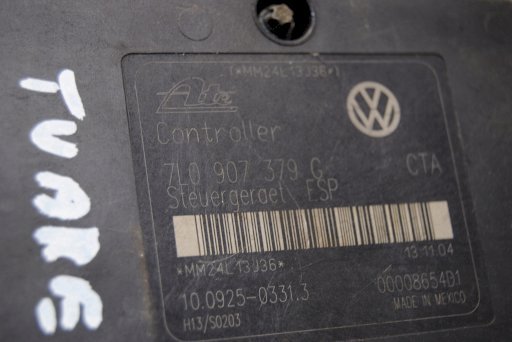 TVARE
(*MM24L13J36*)
Ate
Controller
7L0 907 379 G CTA
Steuergeraet ESP
13.11.04
*MM24L13J36*
10.0925-0331.3 00008654D1
MADE IN MEXICO
H13/S0203